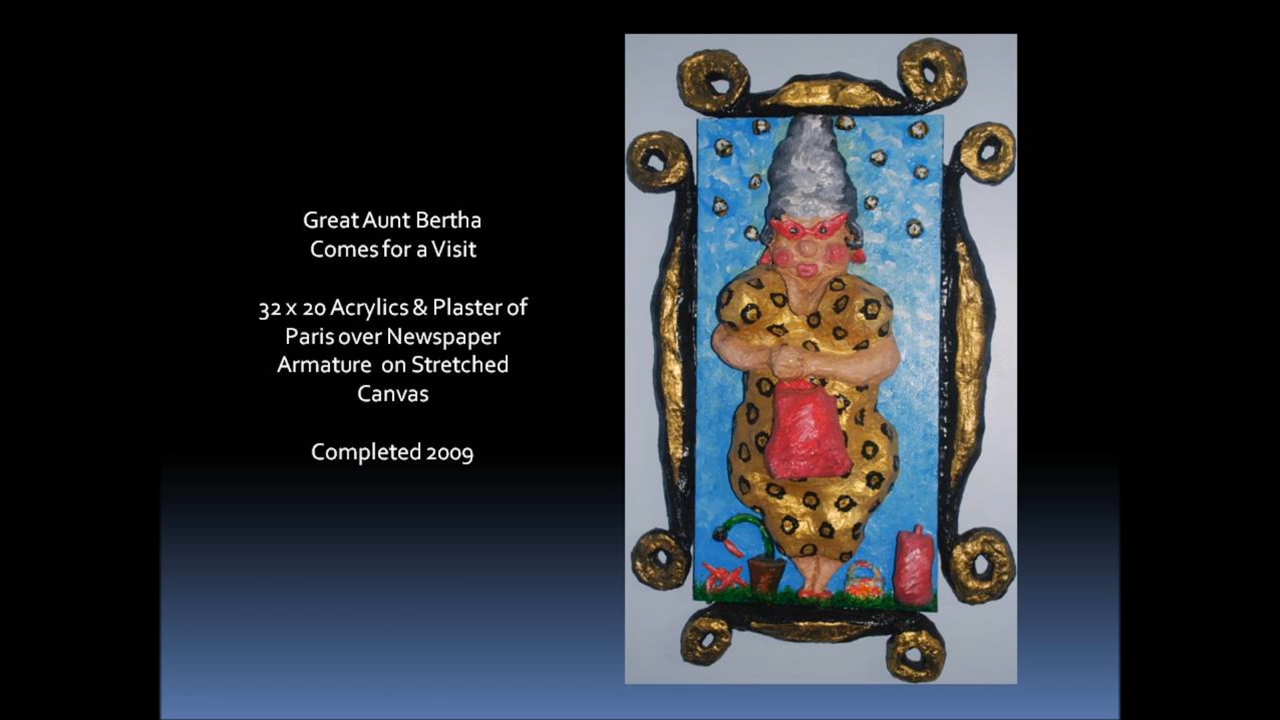 Great Aunt Bertha
Comes for a Visit
32 x 20 Acrylics & Plaster of
Paris over Newspaper
Armature on Stretched
Canvas
Completed 2009